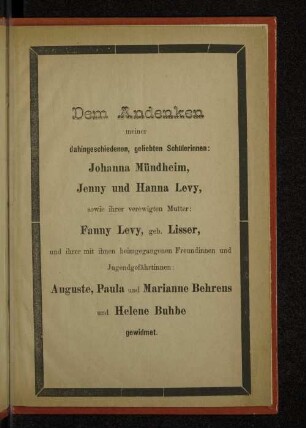 Dem Andenken
meiner
dahingeschiedenen, geliebten Schülerinnen:
Johanna Mündheim,
Jenny und Hanna Levy,
sowie ihrer verewigten Mutter:
Fanny Levy, geb. Lisser,
und ihrer mit ihnen heimgegangenen Freundinnen und
Jugendgefährtinnen:
Auguste, Paula und Marianne Behrens
und Helene Buhbe
gewidmet.